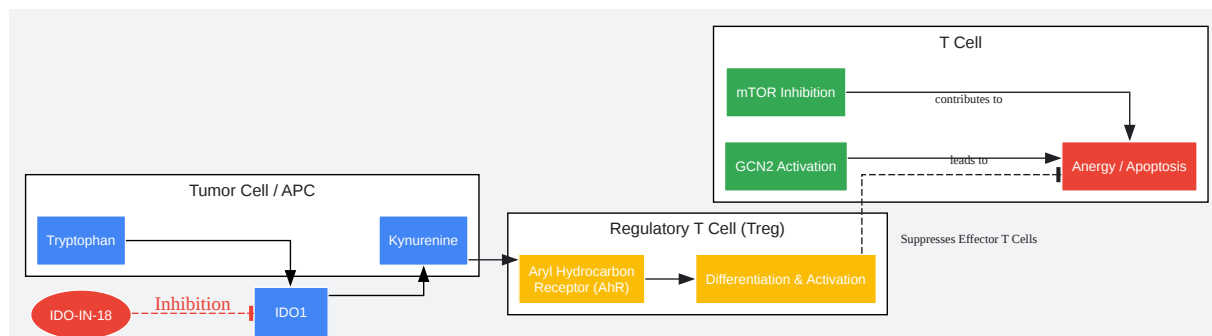 T Cell
mTOR Inhibition
contributes to
GCN2 Activation
leads to
Anergy / Apoptosis
Tumor Cell / APC
Tryptophan
Kynurenine
Regulatory T Cell (Treg)
Suppresses Effector T Cells
Aryl Hydrocarbon
Receptor (AhR)
Differentiation & Activation
IDO-IN-18
Inhibition
IDO1